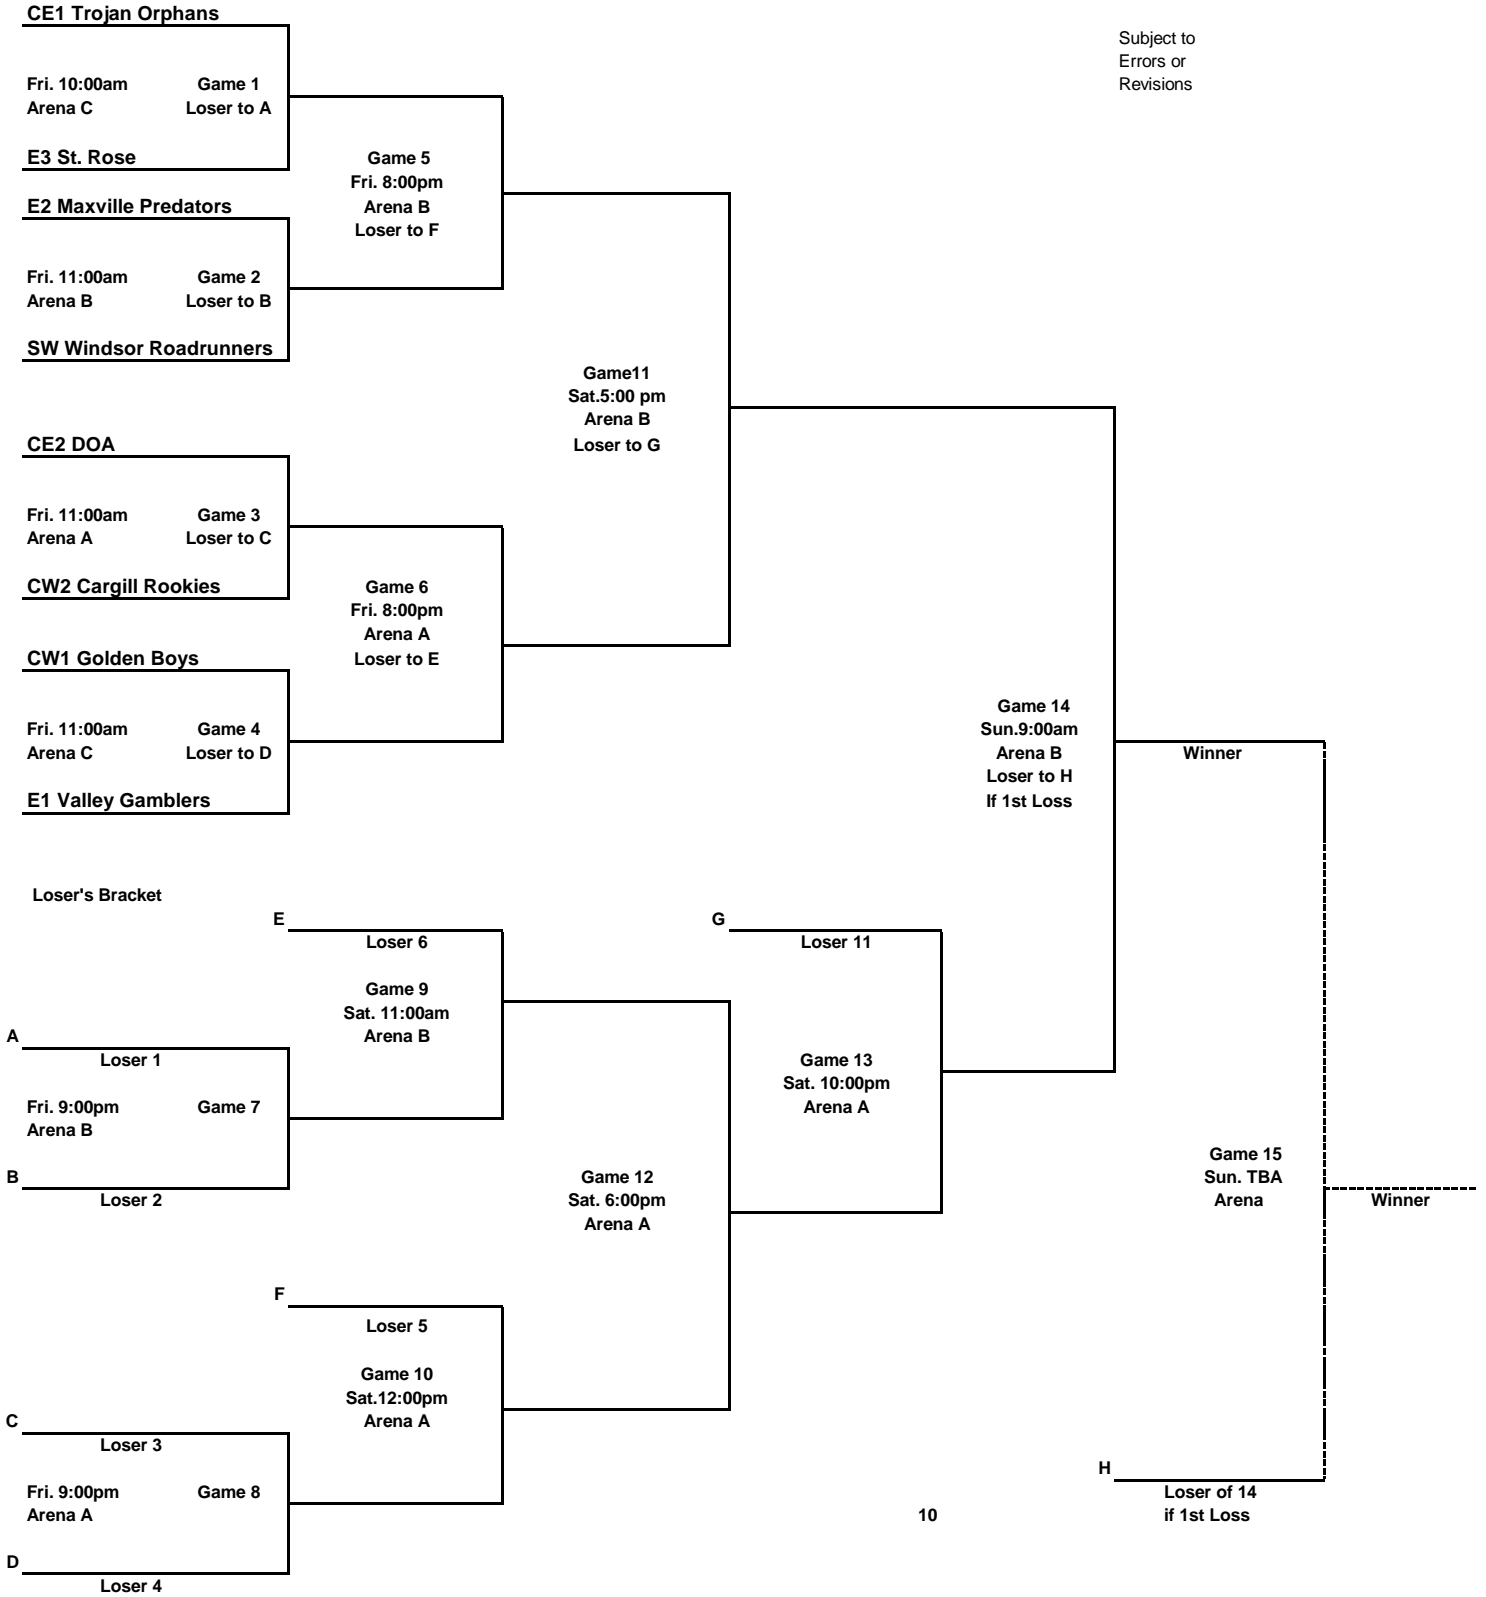 CE1 Trojan Orphans
Subject to
Errors or
Revisions
Fri. 10:00am Game 1
Arena C Loser to A
E3 St. Rose
Game 5
Fri. 8:00pm
Arena B
Loser to F
E2 Maxville Predators
Fri. 11:00am Game 2
Arena B Loser to B
SW Windsor Roadrunners
Game11
Sat.5:00 pm
Arena B
Loser to G
CE2 DOA
Fri. 11:00am Game 3
Arena A Loser to C
CW2 Cargill Rookies
Game 6
Fri. 8:00pm
Arena A
Loser to E
CW1 Golden Boys
Fri. 11:00am Game 4
Arena C Loser to D
E1 Valley Gamblers
Game 14
Sun.9:00am
Arena B
Loser to H
If 1st Loss
Winner
Loser's Bracket
E
Loser 6
G
Loser 11
Game 9
Sat. 11:00am
Arena B
A
Loser 1
Fri. 9:00pm Game 7
Arena B
B
Loser 2
Game 13
Sat. 10:00pm
Arena A
Game 12
Sat. 6:00pm
Arena A
Game 15
Sun. TBA
Arena
Winner
F
Loser 5
Game 10
Sat.12:00pm
Arena A
C
Loser 3
Fri. 9:00pm Game 8
Arena A
D
Loser 4
H
Loser of 14
if 1st Loss
10